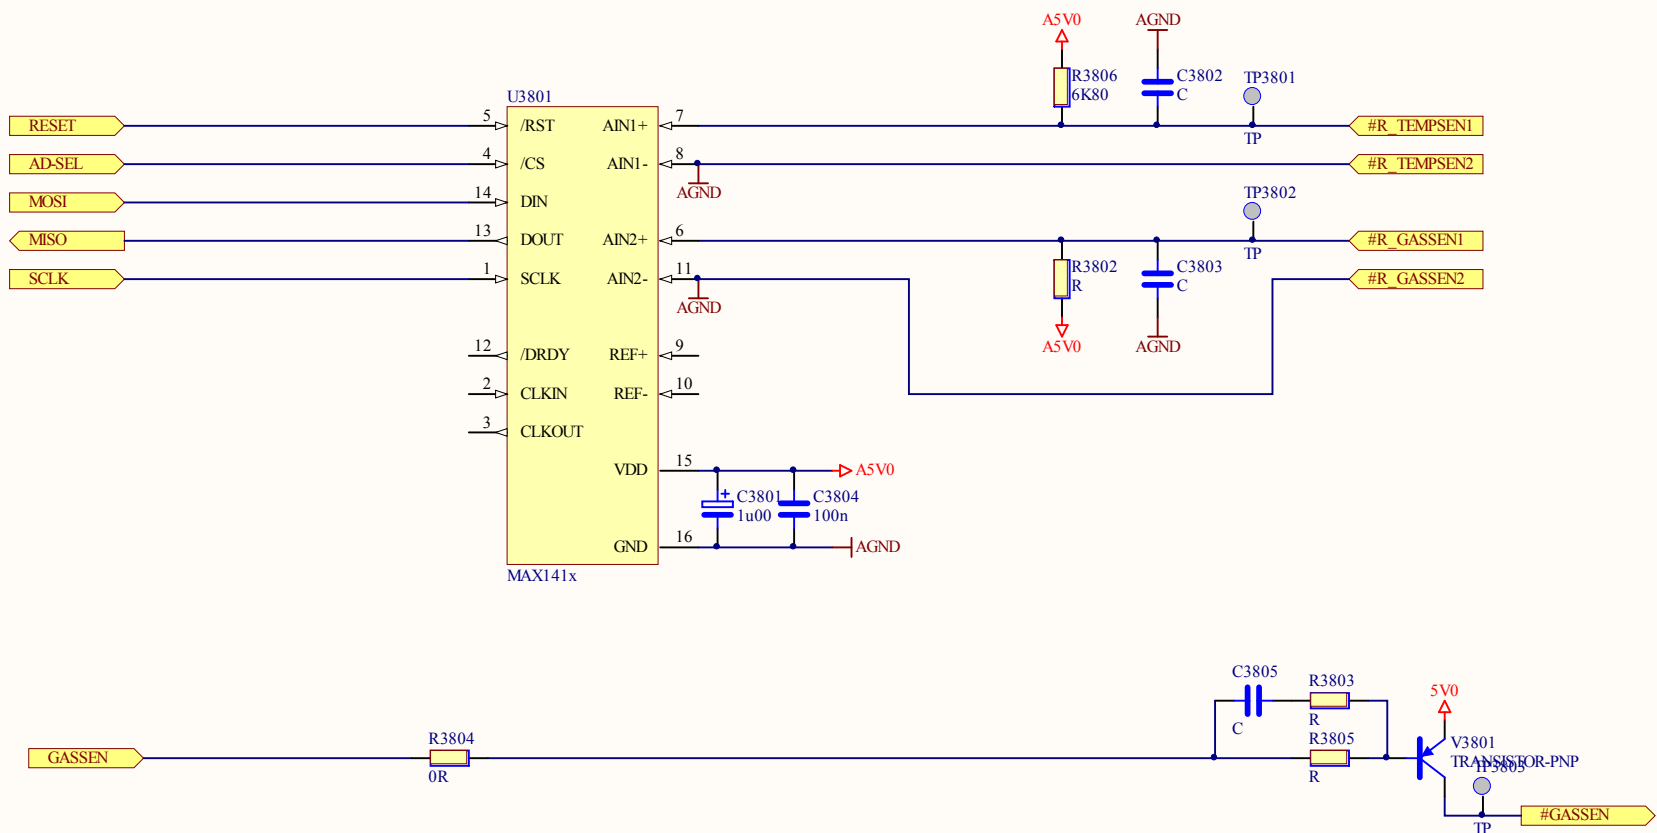 A5V0
AGND
R3806
6K80
C3802
C
TP3801
TP
U3801
RESET
5
/RST
AIN1+
7
#R_TEMPSEN1
AD-SEL
4
/CS
AIN1-
8
#R_TEMPSEN2
AGND
MOSI
14
DIN
TP3802
TP
MISO
13
DOUT
AIN2+
6
#R_GASSEN1
SCLK
1
SCLK
AIN2-
11
#R_GASSEN2
AGND
R3802
R
C3803
C
A5V0
AGND
12
/DRDY
REF+
9
2
CLKIN
REF-
10
3
CLKOUT
VDD
15
A5V0
C3801
1u00
C3804
100n
GND
16
AGND
MAX141x
C3805
C
R3803
R
5V0
GASSEN
R3804
0R
R3805
R
V3801
TRANSISTOR-PNP
TP3803
TP
#GASSEN